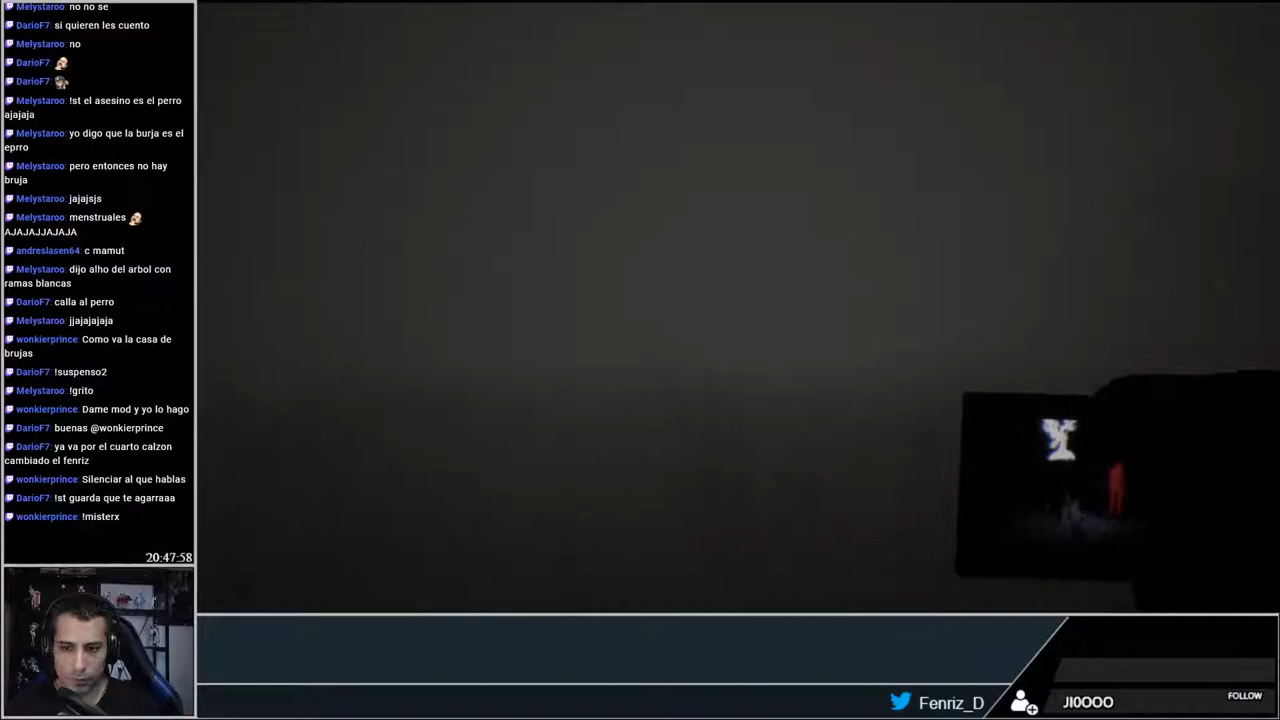 Melystaroo: no no se
DarioF7: si quieren les cuento
Melystaroo: no
DarioF7:
DarioF7:
Melystaroo: !st el asesino es el perro
ajajaja
Melystaroo: yo digo que la burja es el
eprro
Melystaroo: pero entonces no hay
bruja
Melystaroo: jajajsjs
Melystaroo: menstruales
AJAJAJJAJAJA
andreslasen64: c mamut
Melystaroo: dijo alho del arbol con
ramas blancas
DarioF7: calla al perro
Melystaroo: jjajajajaja
wonkierprince: Como va la casa de
brujas
DarioF7: !suspenso2
Melystaroo: !grito
wonkierprince: Dame mod y yo lo hago
DarioF7: buenas @wonkierprince
DarioF7: ya va por el cuarto calzon
cambiado el fenriz
wonkierprince: Silenciar al que hablas
DarioF7: !st guarda que te agarraaa
wonkierprince: !misterx
20:47:58
Fenriz_D
JI0OOO
FOLLOW